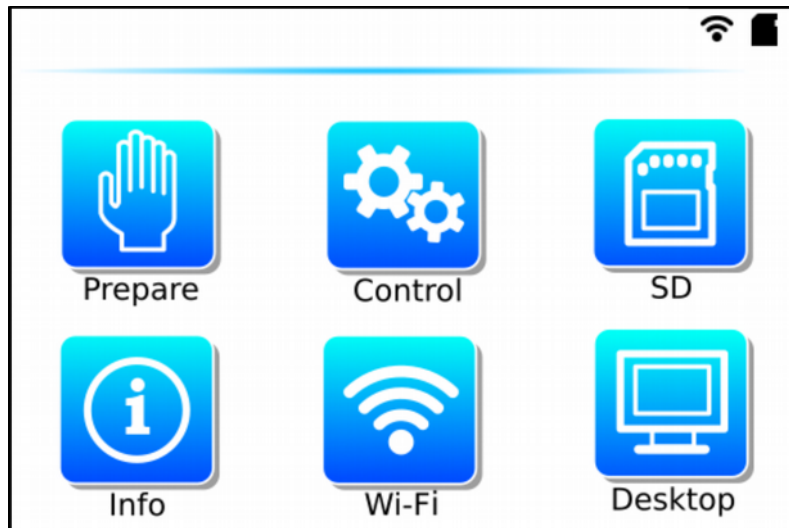 Prepare
Control
SD
Info
Wi-Fi
Desktop